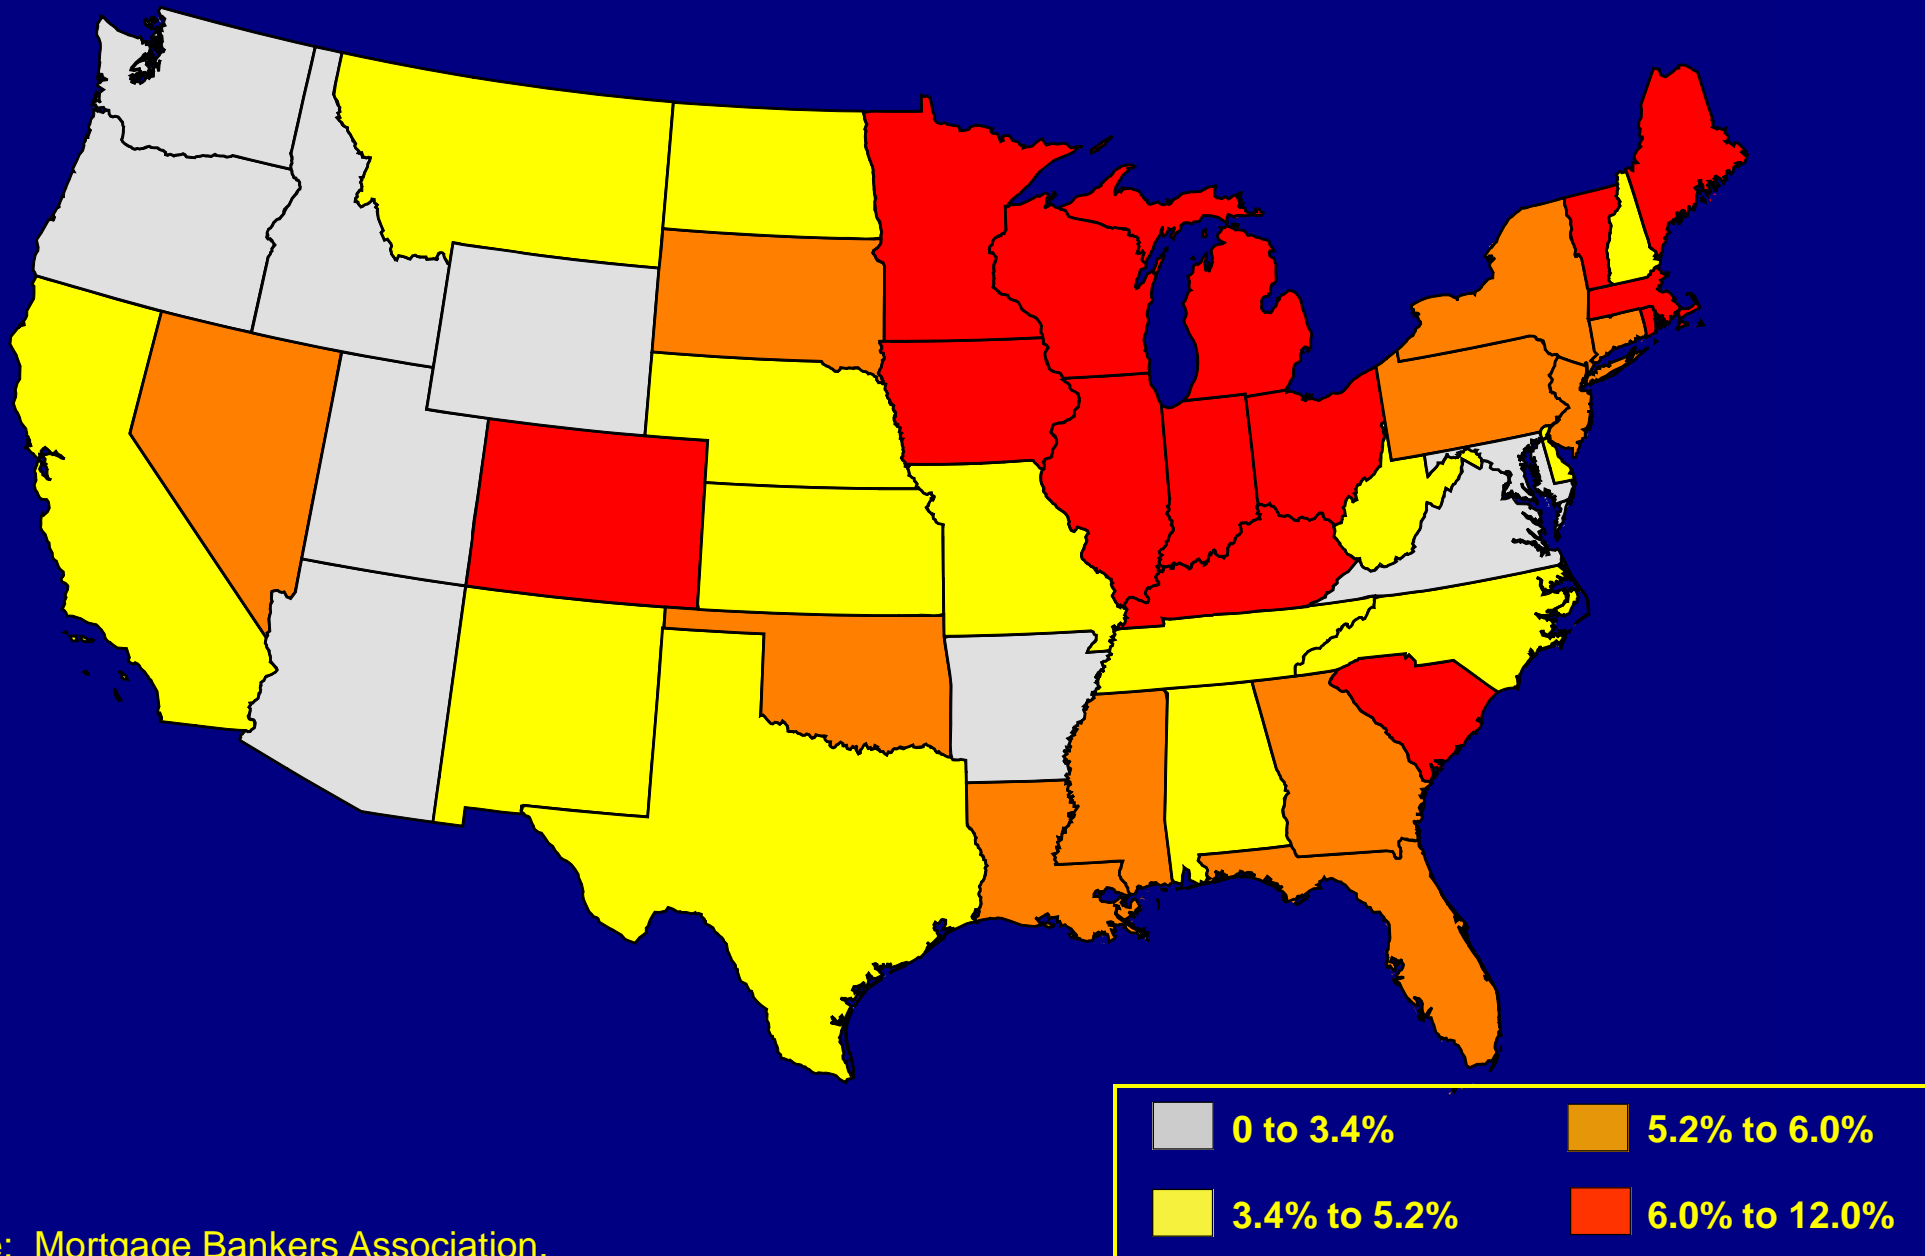 0 to 3.4%
5.2% to 6.0%
3.4% to 5.2%
6.0% to 12.0%
: Mortgage Bankers Association.